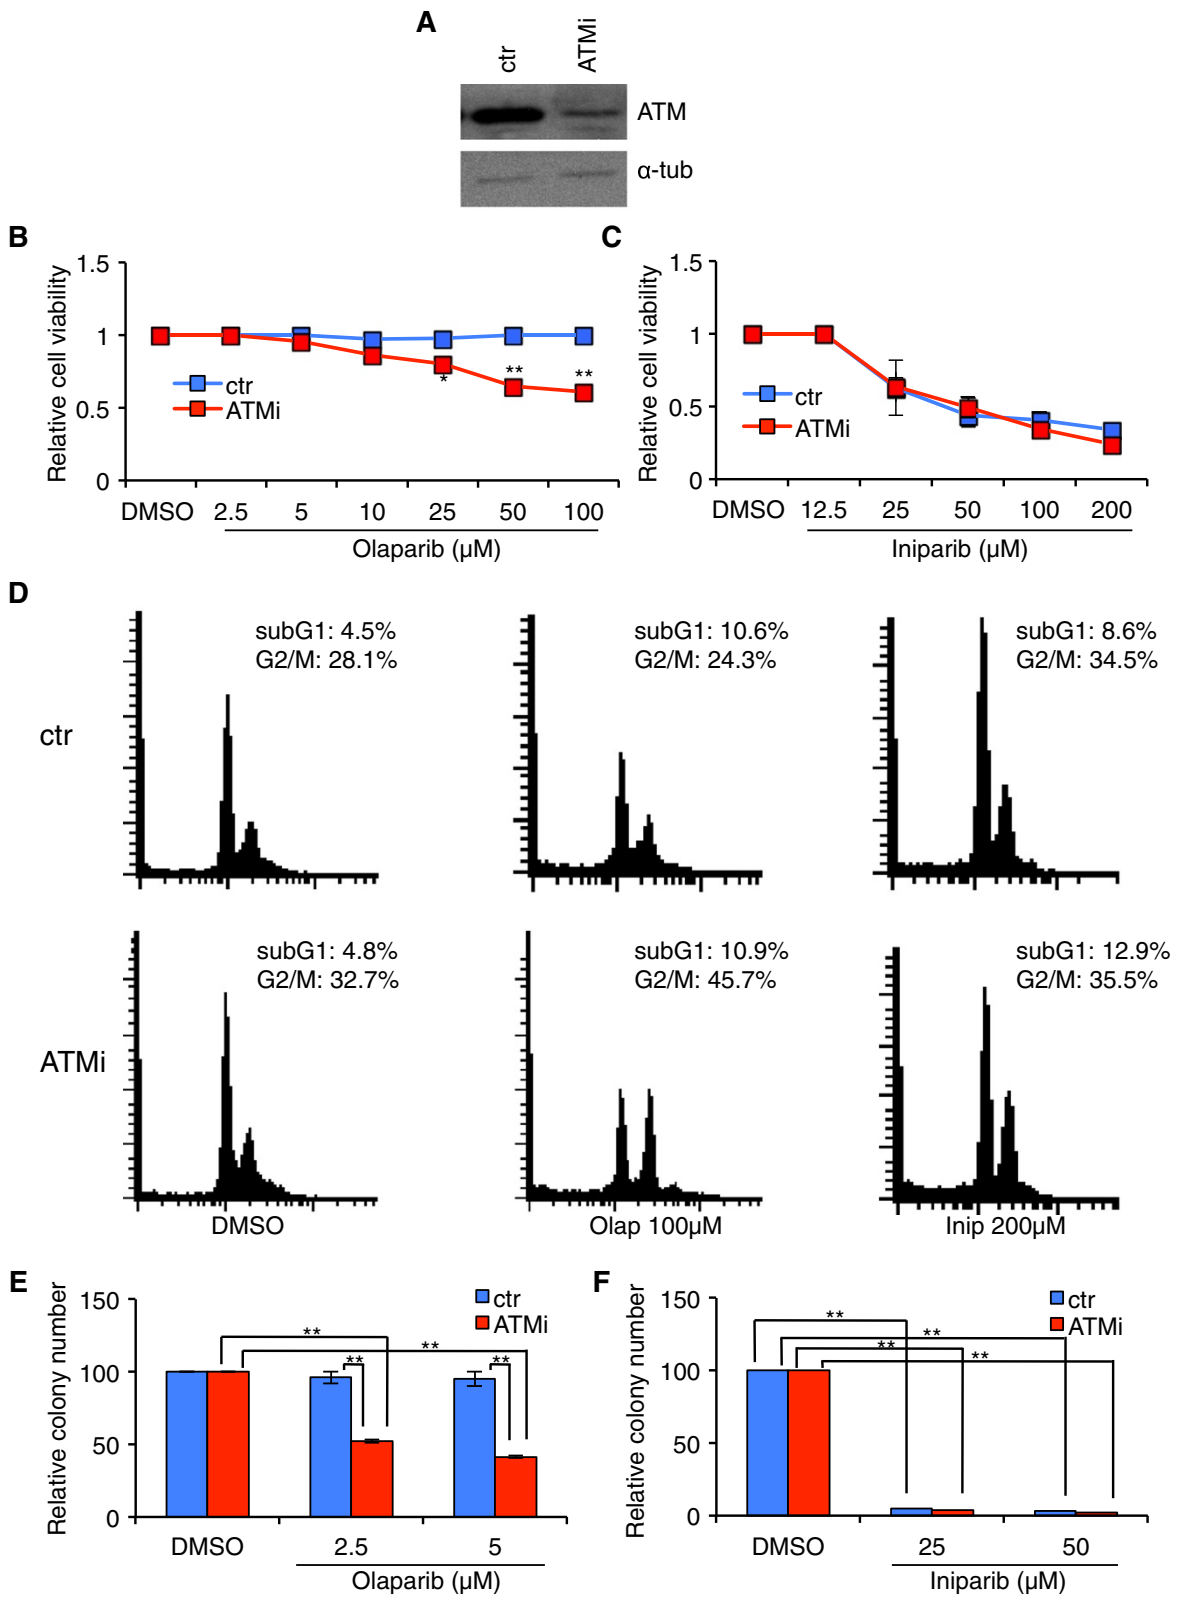 A
ctr
ATMi
ATM
α-tub
B
Relative cell viability
1.5
1
0.5
0
ctr
ATMi
*
**
**
DMSO 2.5 5 10 25 50 100
Olaparib (µM)
C
Relative cell viability
1.5
1
0.5
0
ctr
ATMi
DMSO 12.5 25 50 100 200
Iniparib (µM)
D
ctr
subG1: 4.5%
G2/M: 28.1%
subG1: 10.6%
G2/M: 24.3%
subG1: 8.6%
G2/M: 34.5%
ATMi
subG1: 4.8%
G2/M: 32.7%
subG1: 10.9%
G2/M: 45.7%
subG1: 12.9%
G2/M: 35.5%
DMSO
Olap 100µM
Inip 200µM
E
Relative colony number
150
100
50
0
ctr
ATMi
**
**
**
**
DMSO 2.5 5
Olaparib (µM)
F
Relative colony number
150
100
50
0
ctr
ATMi
**
**
**
**
DMSO 25 50
Iniparib (µM)